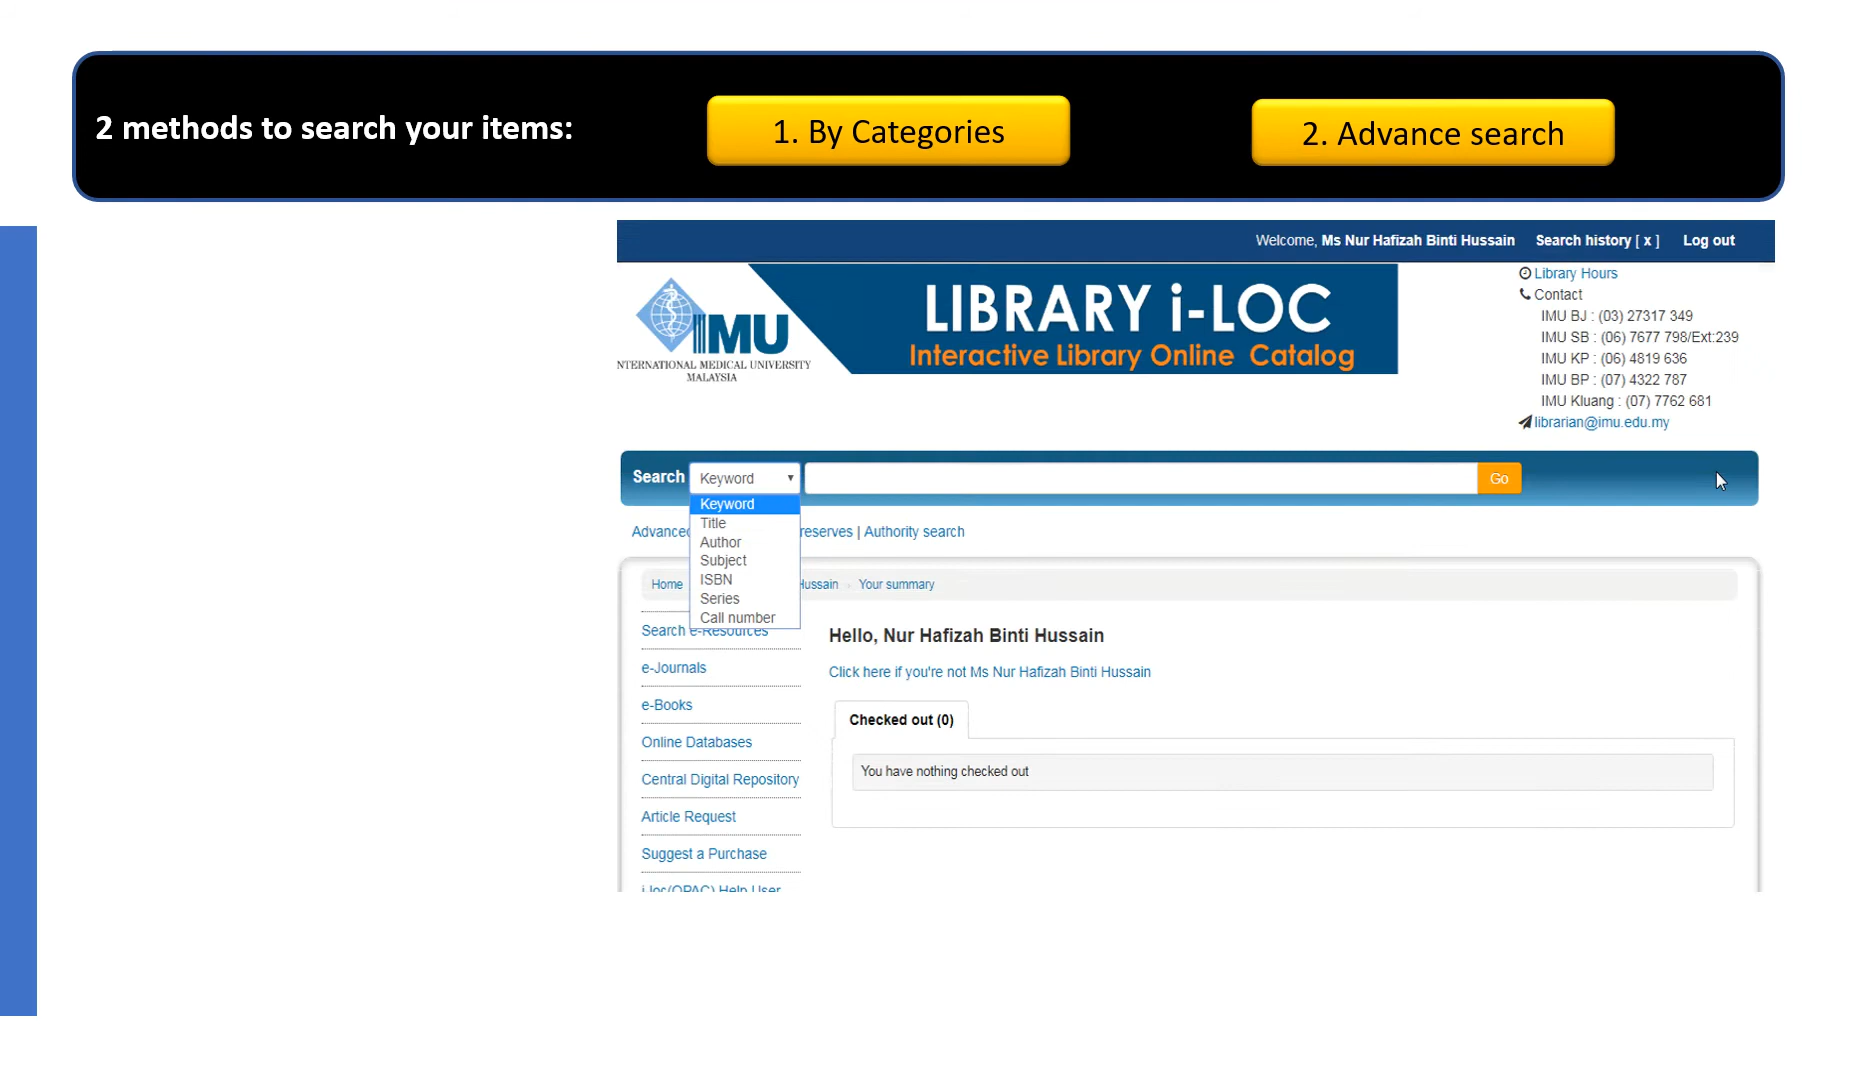 2 methods to search your items:
1. By Categories
2. Advance search
Welcome, Ms Nur Hafizah Binti Hussain Search history [ x ] Log out
IMU
NTERNATIONAL MEDICAL UNIVERSITY
MALAYSIA
LIBRARY i-LOC
Interactive Library Online Catalog
Library Hours
Contact
IMU BJ : (03) 27317 349
IMU SB : (06) 7677 798/Ext:239
IMU KP : (06) 4819 636
IMU BP : (07) 4322 787
IMU Kluang : (07) 7762 681
librarian@imu.edu.my
Search Keyword Go
Keyword
Title
Author
Subject
ISBN
Series
Call number
Advanced reserves | Authority search
Home Hussain Your summary
Search e-Resources
e-Journals
e-Books
Online Databases
Central Digital Repository
Article Request
Suggest a Purchase
i-loc(OPAC) Help User
Hello, Nur Hafizah Binti Hussain
Click here if you're not Ms Nur Hafizah Binti Hussain
Checked out (0)
You have nothing checked out